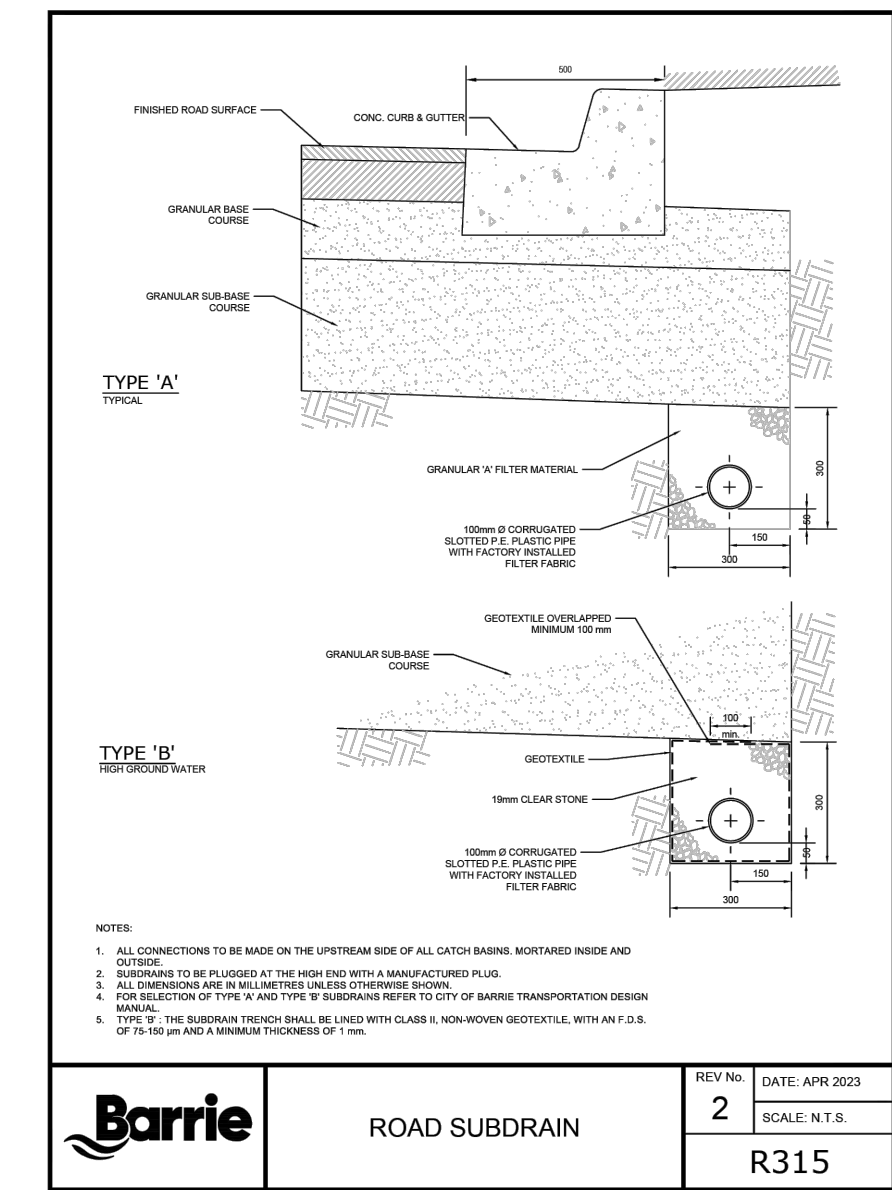 500
FINISHED ROAD SURFACE
CONC. CURB & GUTTER
GRANULAR BASE
COURSE
GRANULAR SUB-BASE
COURSE
TYPE 'A'
TYPICAL
GRANULAR 'A' FILTER MATERIAL
300
50
100mm Ø CORRUGATED
SLOTTED P.E. PLASTIC PIPE
WITH FACTORY INSTALLED
FILTER FABRIC
150
300
GEOTEXTILE OVERLAPPED
MINIMUM 100 mm
GRANULAR SUB-BASE
COURSE
100
min.
TYPE 'B'
HIGH GROUND WATER
GEOTEXTILE
19mm CLEAR STONE
300
50
100mm Ø CORRUGATED
SLOTTED P.E. PLASTIC PIPE
WITH FACTORY INSTALLED
FILTER FABRIC
150
300
NOTES:
1. ALL CONNECTIONS TO BE MADE ON THE UPSTREAM SIDE OF ALL CATCH BASINS. MORTARED INSIDE AND
OUTSIDE.
2. SUBDRAINS TO BE PLUGGED AT THE HIGH END WITH A MANUFACTURED PLUG.
3. ALL DIMENSIONS ARE IN MILLIMETRES UNLESS OTHERWISE SHOWN.
4. FOR SELECTION OF TYPE 'A' AND TYPE 'B' SUBDRAINS REFER TO CITY OF BARRIE TRANSPORTATION DESIGN
MANUAL.
5. TYPE 'B' : THE SUBDRAIN TRENCH SHALL BE LINED WITH CLASS II, NON-WOVEN GEOTEXTILE, WITH AN F.D.S.
OF 75-150 µm AND A MINIMUM THICKNESS OF 1 mm.
Barrie
ROAD SUBDRAIN
REV No.
2
DATE: APR 2023
SCALE: N.T.S.
R315